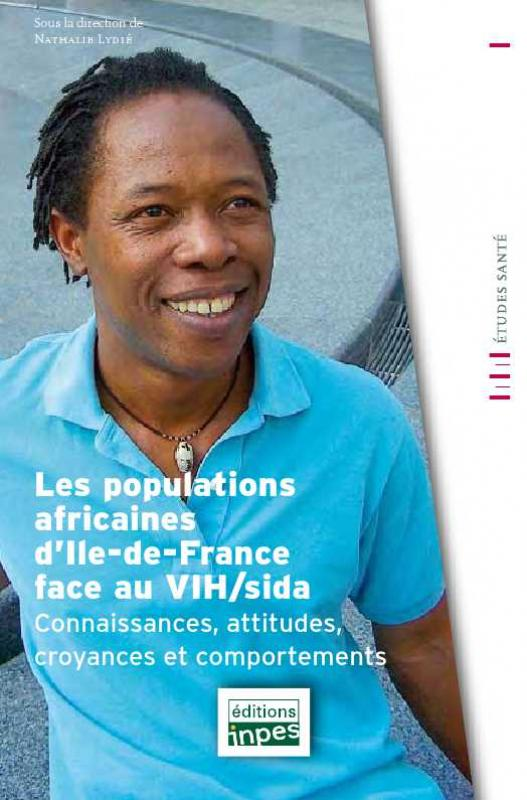 Sous la direction de
Nathalie Lydié
ÉTUDES SANTÉ
Les populations
africaines
d'Ile-de-France
face au VIH/sida
Connaissances, attitudes,
croyances et comportements
éditions
inpes